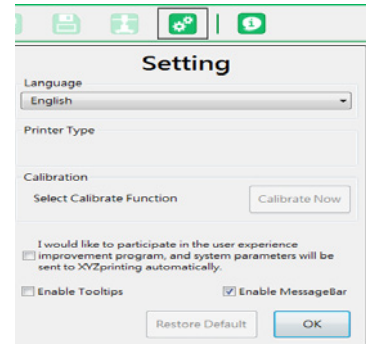 Setting
Language
English
Printer Type
Calibration
Select Calibrate Function
Calibrate Now
I would like to participate in the user experience
improvement program, and system parameters will be
sent to XYZprinting automatically.
Enable Tooltips
Enable MessageBar
Restore Default
OK